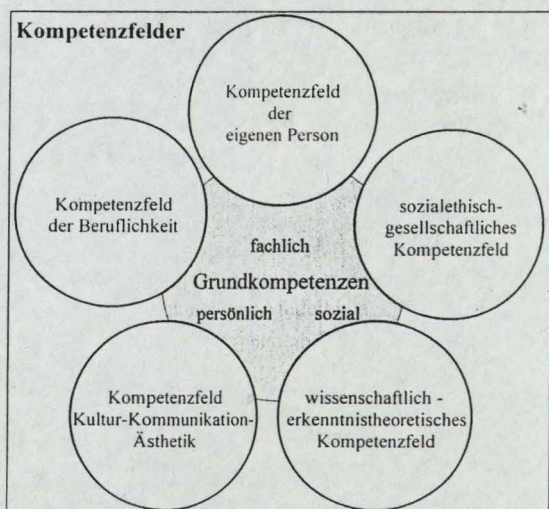 Kompetenzfelder
Kompetenzfeld
der
eigenen Person
Kompetenzfeld
der Beruflichkeit
sozialethisch-
gesellschaftliches
Kompetenzfeld
fachlich
Grundkompetenzen
persönlich sozial
Kompetenzfeld
Kultur-Kommunikation-
Ästhetik
wissenschaftlich -
erkenntnistheoretisches
Kompetenzfeld